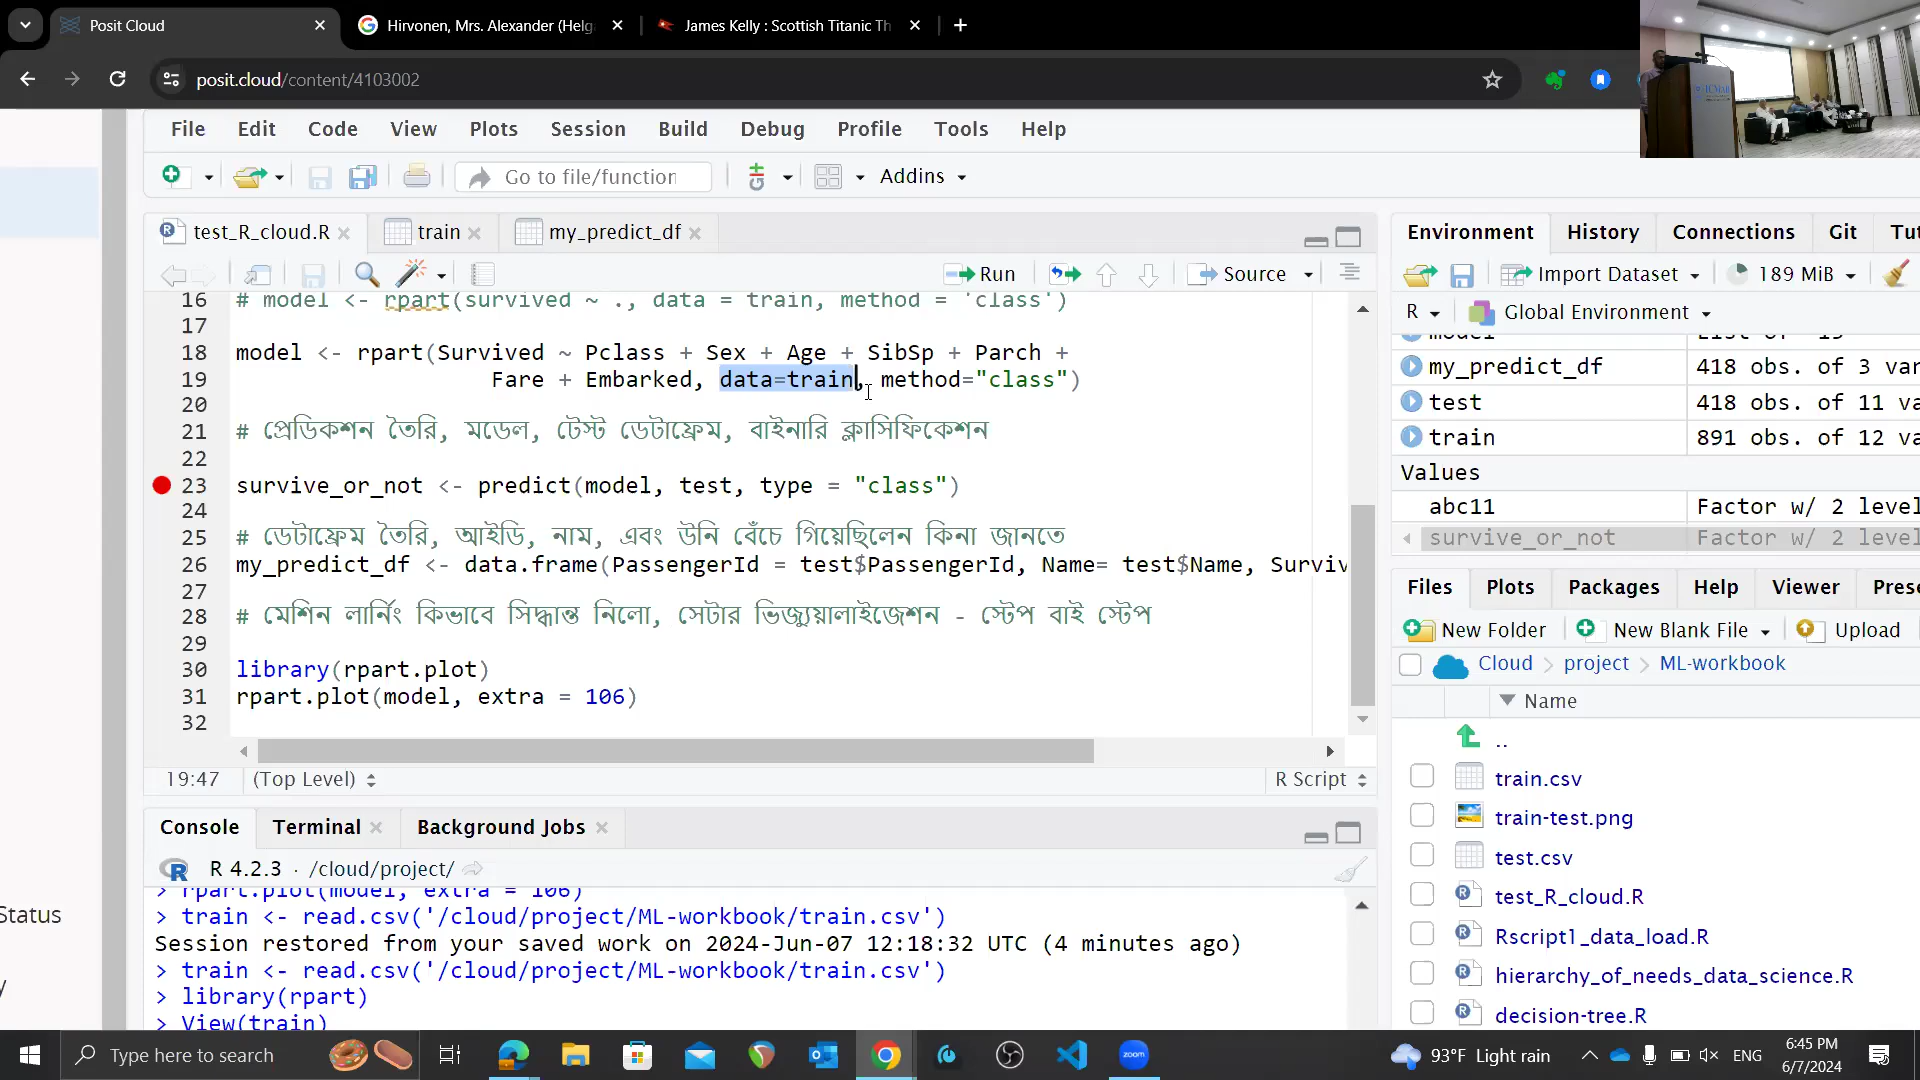 Posit Cloud
Hirvonen, Mrs. Alexander (Helg
James Kelly : Scottish Titanic Th
posit.cloud/content/4103002
File Edit Code View Plots Session Build Debug Profile Tools Help
Go to file/function
Addins
test_R_cloud.R
train
my_predict_df
Run
Source
16 # model <- rpart(survived ~ ., data = train, method = 'class')
17
18 model <- rpart(Survived ~ Pclass + Sex + Age + SibSp + Parch +
19 Fare + Embarked, data=train, method="class")
20
21 # প্রেডিকশন তৈরি, মডেল, টেস্ট ডেটাফ্রেম, বাইনারি ক্লাসিফিকেশন
22
23 survive_or_not <- predict(model, test, type = "class")
24
25 # ডেটাফ্রেম তৈরি, আইডি, নাম, এবং উনি বেঁচে গিয়েছিলেন কিনা জানতে
26 my_predict_df <- data.frame(PassengerId = test$PassengerId, Name= test$Name, Surviv
27
28 # মেশিন লার্নিং কিভাবে সিদ্ধান্ত নিলো, সেটার ভিজ্যুয়ালাইজেশন - স্টেপ বাই স্টেপ
29
30 library(rpart.plot)
31 rpart.plot(model, extra = 106)
32
19:47 (Top Level) R Script
Console Terminal Background Jobs
R 4.2.3 · /cloud/project/
> rpart.plot(model, extra = 106)
> train <- read.csv('/cloud/project/ML-workbook/train.csv')
Session restored from your saved work on 2024-Jun-07 12:18:32 UTC (4 minutes ago)
> train <- read.csv('/cloud/project/ML-workbook/train.csv')
> library(rpart)
> View(train)
Environment History Connections Git Tut
Import Dataset 189 MiB
R Global Environment
model List of 15
my_predict_df 418 obs. of 3 var
test 418 obs. of 11 va
train 891 obs. of 12 va
Values
abc11 Factor w/ 2 level
survive_or_not Factor w/ 2 level
Files Plots Packages Help Viewer Prese
New Folder New Blank File Upload
Cloud project ML-workbook
Name
..
train.csv
train-test.png
test.csv
test_R_cloud.R
Rscript1_data_load.R
hierarchy_of_needs_data_science.R
decision-tree.R
Status
y
Type here to search
zoom
93°F Light rain
ENG
6:45 PM
6/7/2024